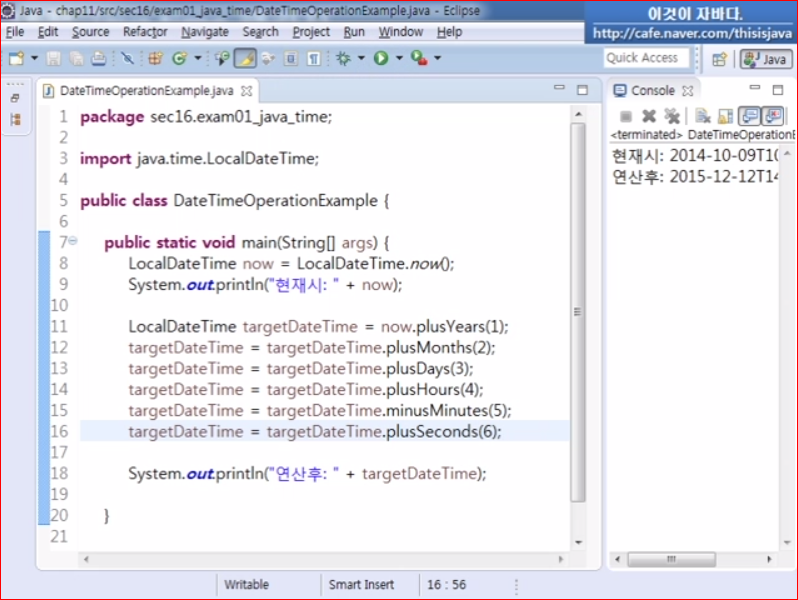 Java - chap11/src/sec16/exam01_java_time/DateTimeOperationExample.java - Eclipse
이것이 자바다.
http://cafe.naver.com/thisisjava
File Edit Source Refactor Navigate Search Project Run Window Help
Quick Access
Java
DateTimeOperationExample.java
1 package sec16.exam01_java_time;
2
3 import java.time.LocalDateTime;
4
5 public class DateTimeOperationExample {
6
7 public static void main(String[] args) {
8 LocalDateTime now = LocalDateTime.now();
9 System.out.println("현재시: " + now);
10
11 LocalDateTime targetDateTime = now.plusYears(1);
12 targetDateTime = targetDateTime.plusMonths(2);
13 targetDateTime = targetDateTime.plusDays(3);
14 targetDateTime = targetDateTime.plusHours(4);
15 targetDateTime = targetDateTime.minusMinutes(5);
16 targetDateTime = targetDateTime.plusSeconds(6);
17
18 System.out.println("연산후: " + targetDateTime);
19
20 }
21
Console
<terminated> DateTimeOperationE
현재시: 2014-10-09T10
연산후: 2015-12-12T14
Writable Smart Insert 16 : 56